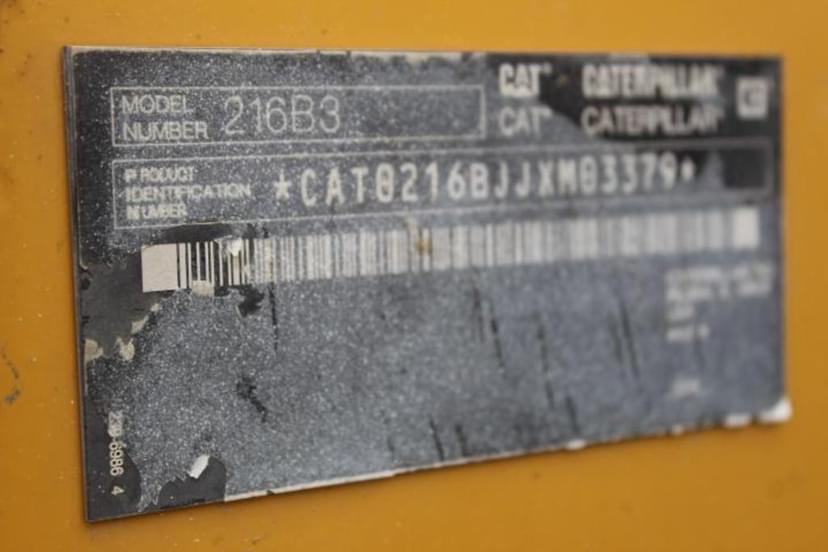 CAT® CATERPILLAR®
CAT® CATERPILLAR®
MODEL
NUMBER 216B3
PRODUCT
IDENTIFICATION
NUMBER *CAT0216BJJXM03379*